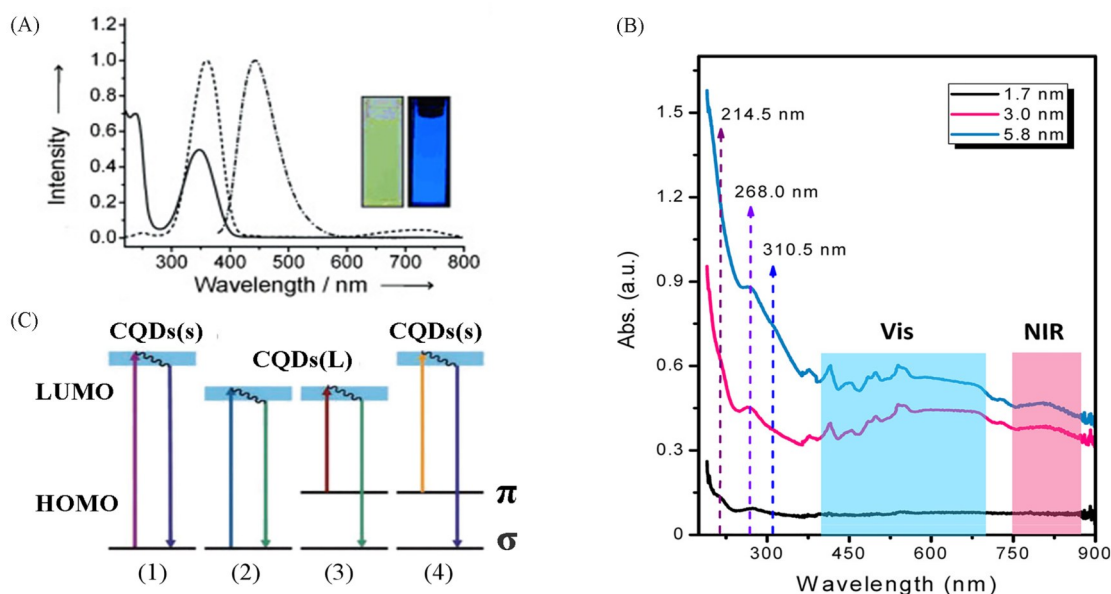 (A)
Intensity
1.2
1.0
0.8
0.6
0.4
0.2
0.0
300 400 500 600 700 800
Wavelength / nm
(B)
Abs. (a.u.)
1.5
1.2
0.9
0.6
0.3
0
1.7 nm
3.0 nm
5.8 nm
214.5 nm
268.0 nm
310.5 nm
Vis
NIR
300 450 600 750 900
Wavelength (nm)
(C)
CQDs(s)
CQDs(L)
CQDs(s)
LUMO
HOMO
π
σ
(1) (2) (3) (4)